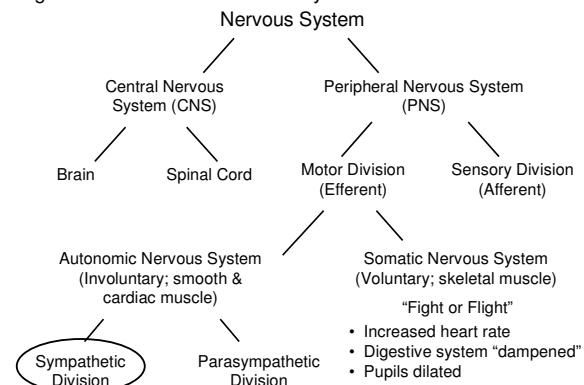 Nervous System
Central Nervous
System (CNS)
Peripheral Nervous System
(PNS)
Brain
Spinal Cord
Motor Division
(Efferent)
Sensory Division
(Afferent)
Autonomic Nervous System
(Involuntary; smooth &
cardiac muscle)
Somatic Nervous System
(Voluntary; skeletal muscle)
“Fight or Flight”
• Increased heart rate
• Digestive system “dampened”
• Pupils dilated
Sympathetic
Division
Parasympathetic
Division